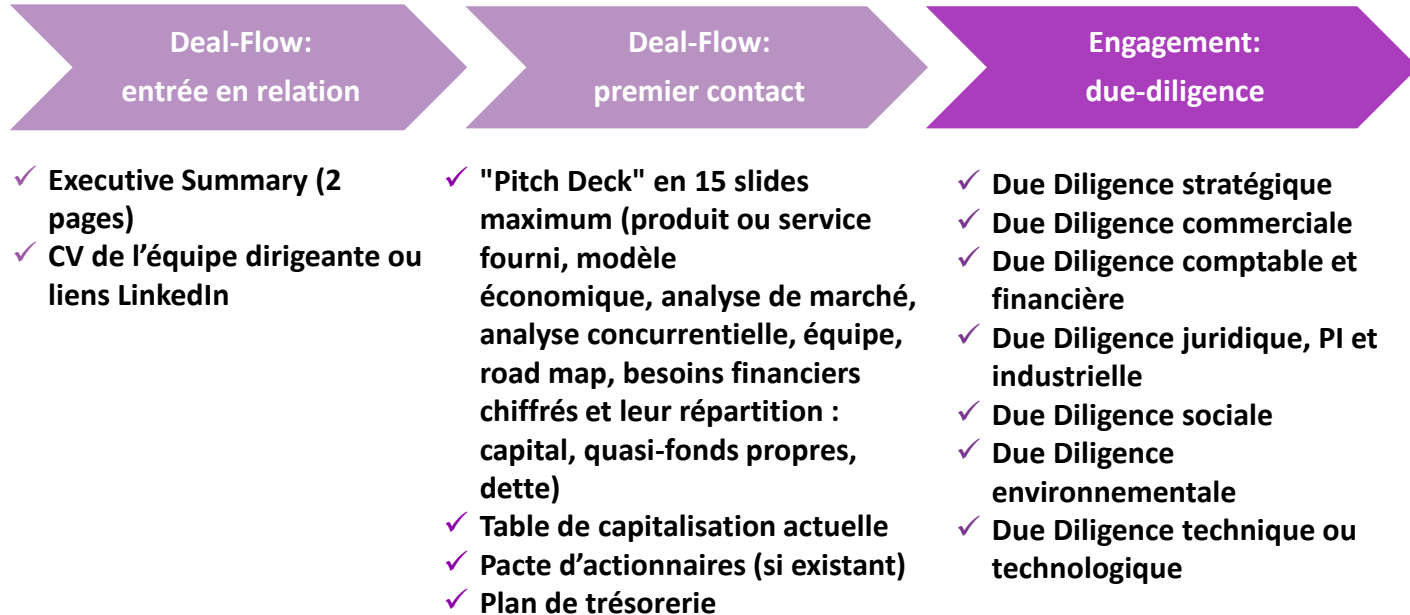 Deal-Flow:
entrée en relation
Deal-Flow:
premier contact
Engagement:
due-diligence
✓ Executive Summary (2
pages)
✓ CV de l’équipe dirigeante ou
liens LinkedIn
✓ "Pitch Deck" en 15 slides
maximum (produit ou service
fourni, modèle
économique, analyse de marché,
analyse concurrentielle, équipe,
road map, besoins financiers
chiffrés et leur répartition :
capital, quasi-fonds propres,
dette)
✓ Table de capitalisation actuelle
✓ Pacte d’actionnaires (si existant)
✓ Plan de trésorerie
✓ Due Diligence stratégique
✓ Due Diligence commerciale
✓ Due Diligence comptable et
financière
✓ Due Diligence juridique, PI et
industrielle
✓ Due Diligence sociale
✓ Due Diligence
environnementale
✓ Due Diligence technique ou
technologique